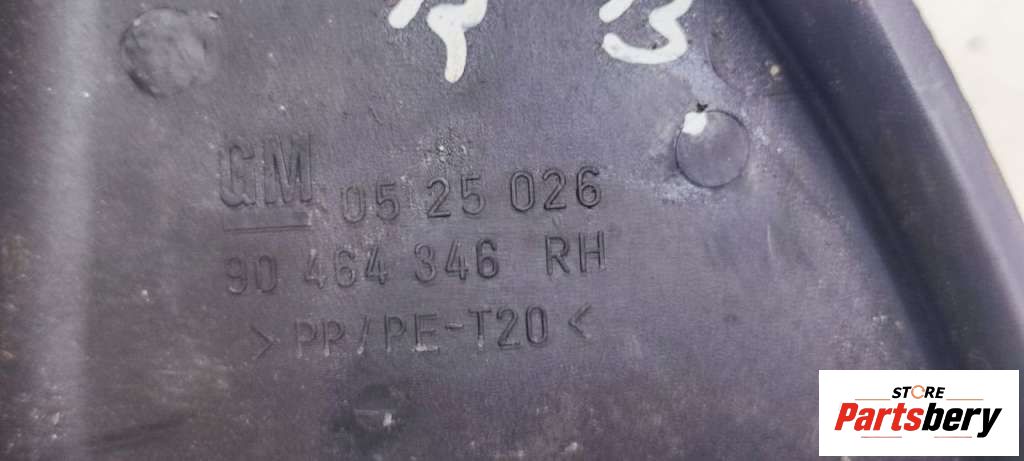 GM 05 25 026
90 464 346 RH
>PP/PE-T20<
STORE
Partsbery